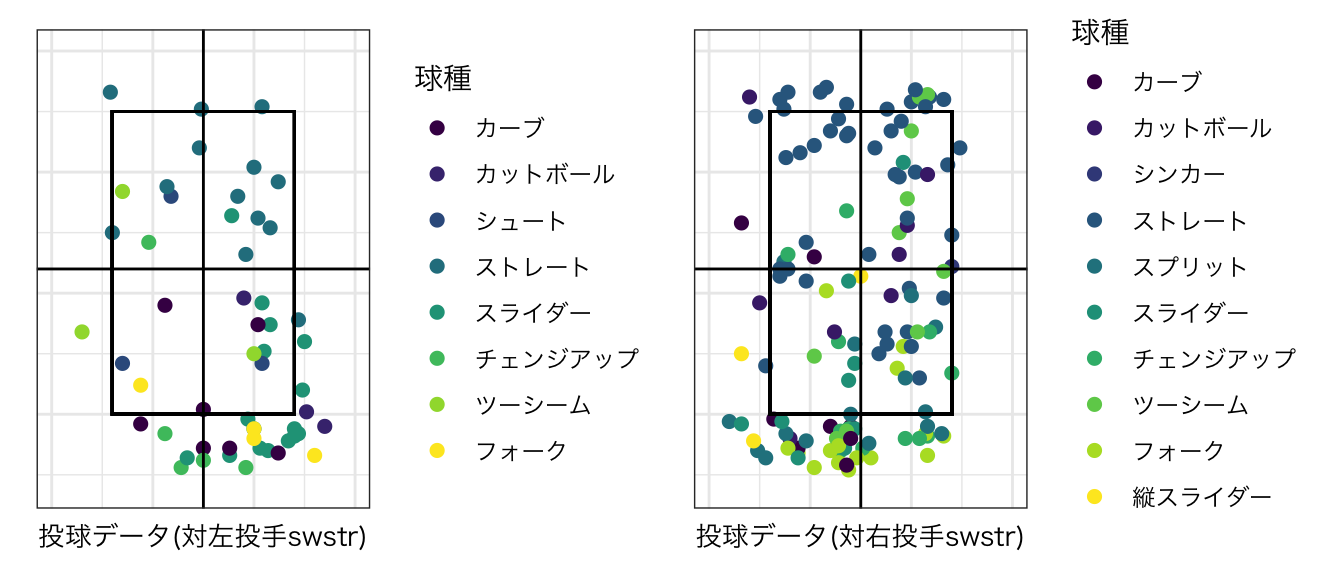 球種
カーブ
カットボール
シュート
ストレート
スライダー
チェンジアップ
ツーシーム
フォーク
投球データ(対左投手swstr)
球種
カーブ
カットボール
シンカー
ストレート
スプリット
スライダー
チェンジアップ
ツーシーム
フォーク
縦スライダー
投球データ(対右投手swstr)